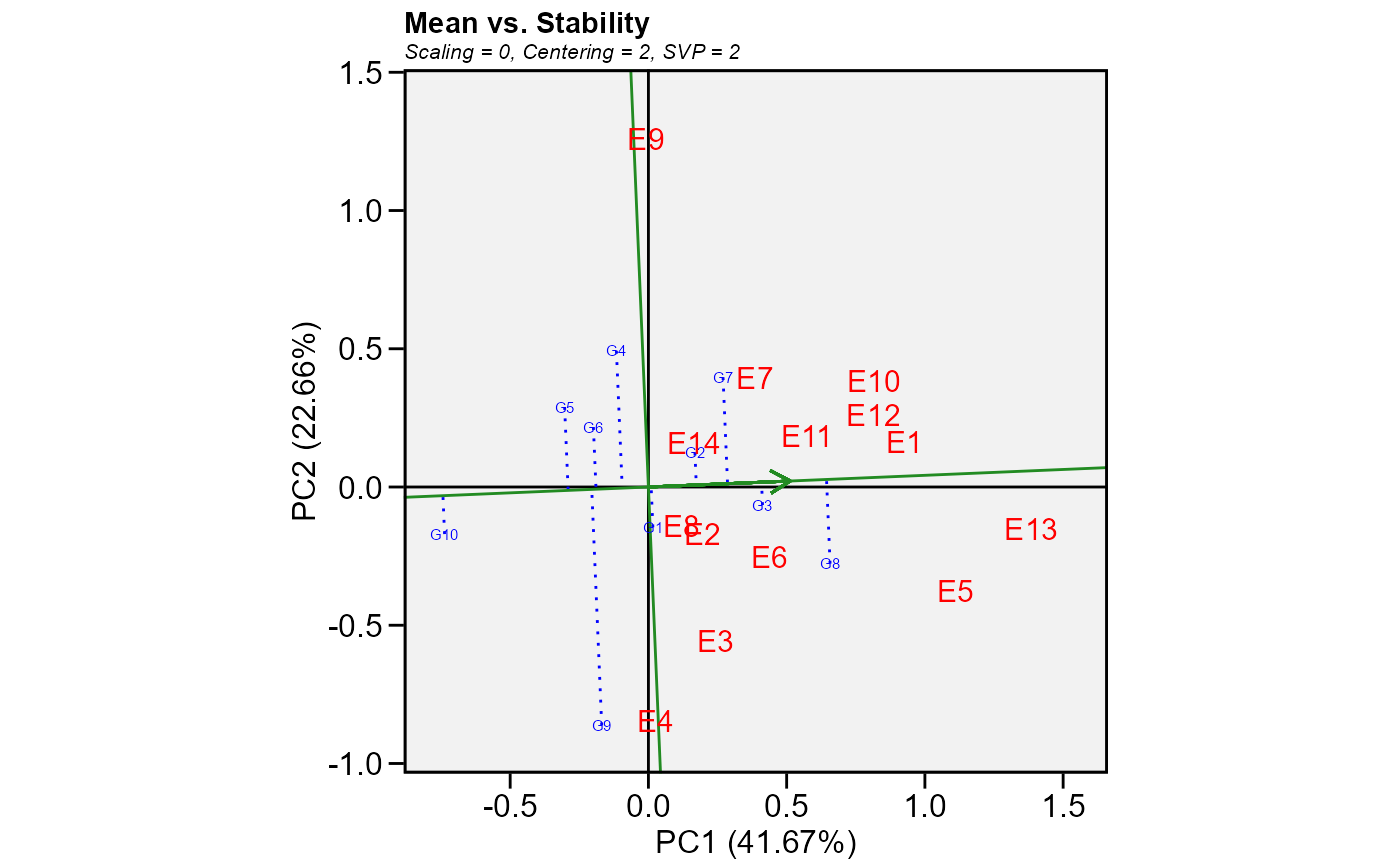 Mean vs. Stability
Scaling = 0, Centering = 2, SVP = 2
1.5
E9
1.0
0.5
G4
G7
E7
E10
G5
E12
G6
E11
E1
E14
G2
0.0
G3
G1
E8
E2
E13
G10
E6
G8
E5
-0.5
E3
E4
G9
-1.0
PC2 (22.66%)
-0.5
0.0
0.5
1.0
1.5
PC1 (41.67%)